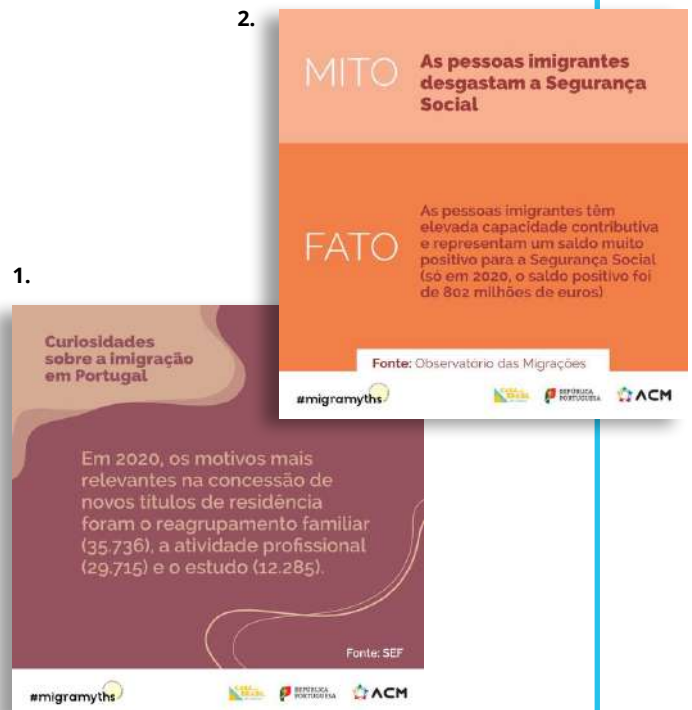 2.
MITO
As pessoas imigrantes
desgastam a Segurança
Social
FATO
As pessoas imigrantes têm
elevada capacidade contributiva
e representam um saldo muito
positivo para a Segurança Social
(só em 2020, o saldo positivo foi
de 802 milhões de euros)
Fonte: Observatório das Migrações
#migramyths
REPÚBLICA
PORTUGUESA
ACM
1.
Curiosidades
sobre a imigração
em Portugal
Em 2020, os motivos mais
relevantes na concessão de
novos títulos de residência
foram o reagrupamento familiar
(35.736), a atividade profissional
(29.715) e o estudo (12.285).
Fonte: SEF
#migramyths
REPÚBLICA
PORTUGUESA
ACM